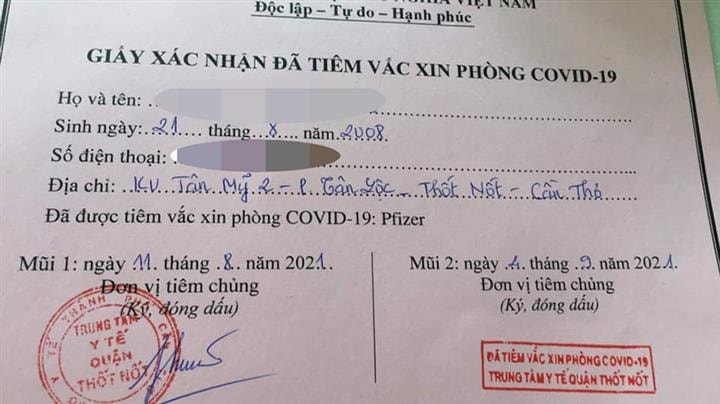 NGHĨA VIỆT NAM
Độc lập – Tự do – Hạnh phúc
GIẤY XÁC NHẬN ĐÃ TIÊM VẮC XIN PHÒNG COVID-19
Họ và tên:
Sinh ngày: 21 tháng 8 năm 2008
Số điện thoại:
Địa chỉ: KV Tân Mỹ 2 - P. Tân Lộc - Thốt Nốt - Cần Thơ
Đã được tiêm vắc xin phòng COVID-19: Pfizer
Mũi 1: ngày 11 tháng 8 năm 2021.
Đơn vị tiêm chủng
(Ký, đóng dấu)
TRUNG TÂM
Y TẾ
QUẬN
THỐT NỐT
Mũi 2: ngày 4 tháng 9 năm 2021.
Đơn vị tiêm chủng
(Ký, đóng dấu)
ĐÃ TIÊM VẮC XIN PHÒNG COVID-19
TRUNG TÂM Y TẾ QUẬN THỐT NỐT